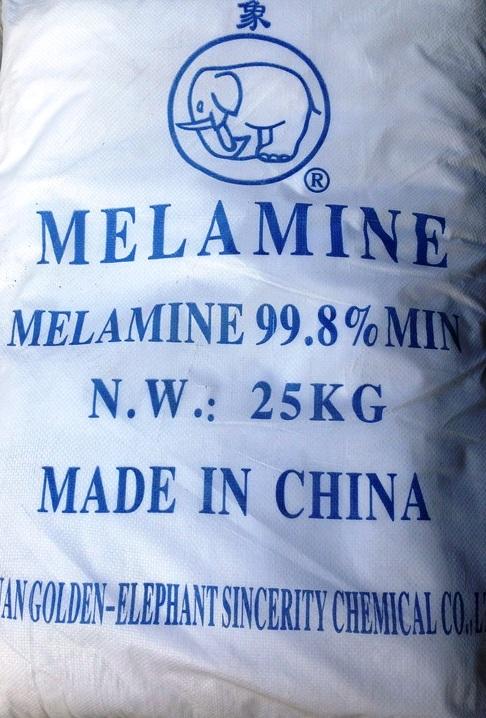 象
®
MELAMINE
MELAMINE 99.8% MIN
N.W.: 25KG
MADE IN CHINA
GOLDEN-ELEPHANT SINCERITY CHEMICAL CO.,